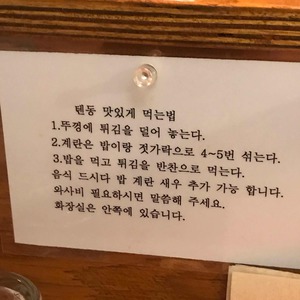 텐동 맛있게 먹는법
1.뚜껑에 튀김을 덜어 놓는다.
2.계란은 밥이랑 젓가락으로 4~5번 섞는다.
3.밥을 먹고 튀김을 반찬으로 먹는다.
음식 드시다 밥 계란 새우 추가 가능 합니다.
와사비 필요하시면 말씀해 주세요.
화장실은 안쪽에 있습니다.